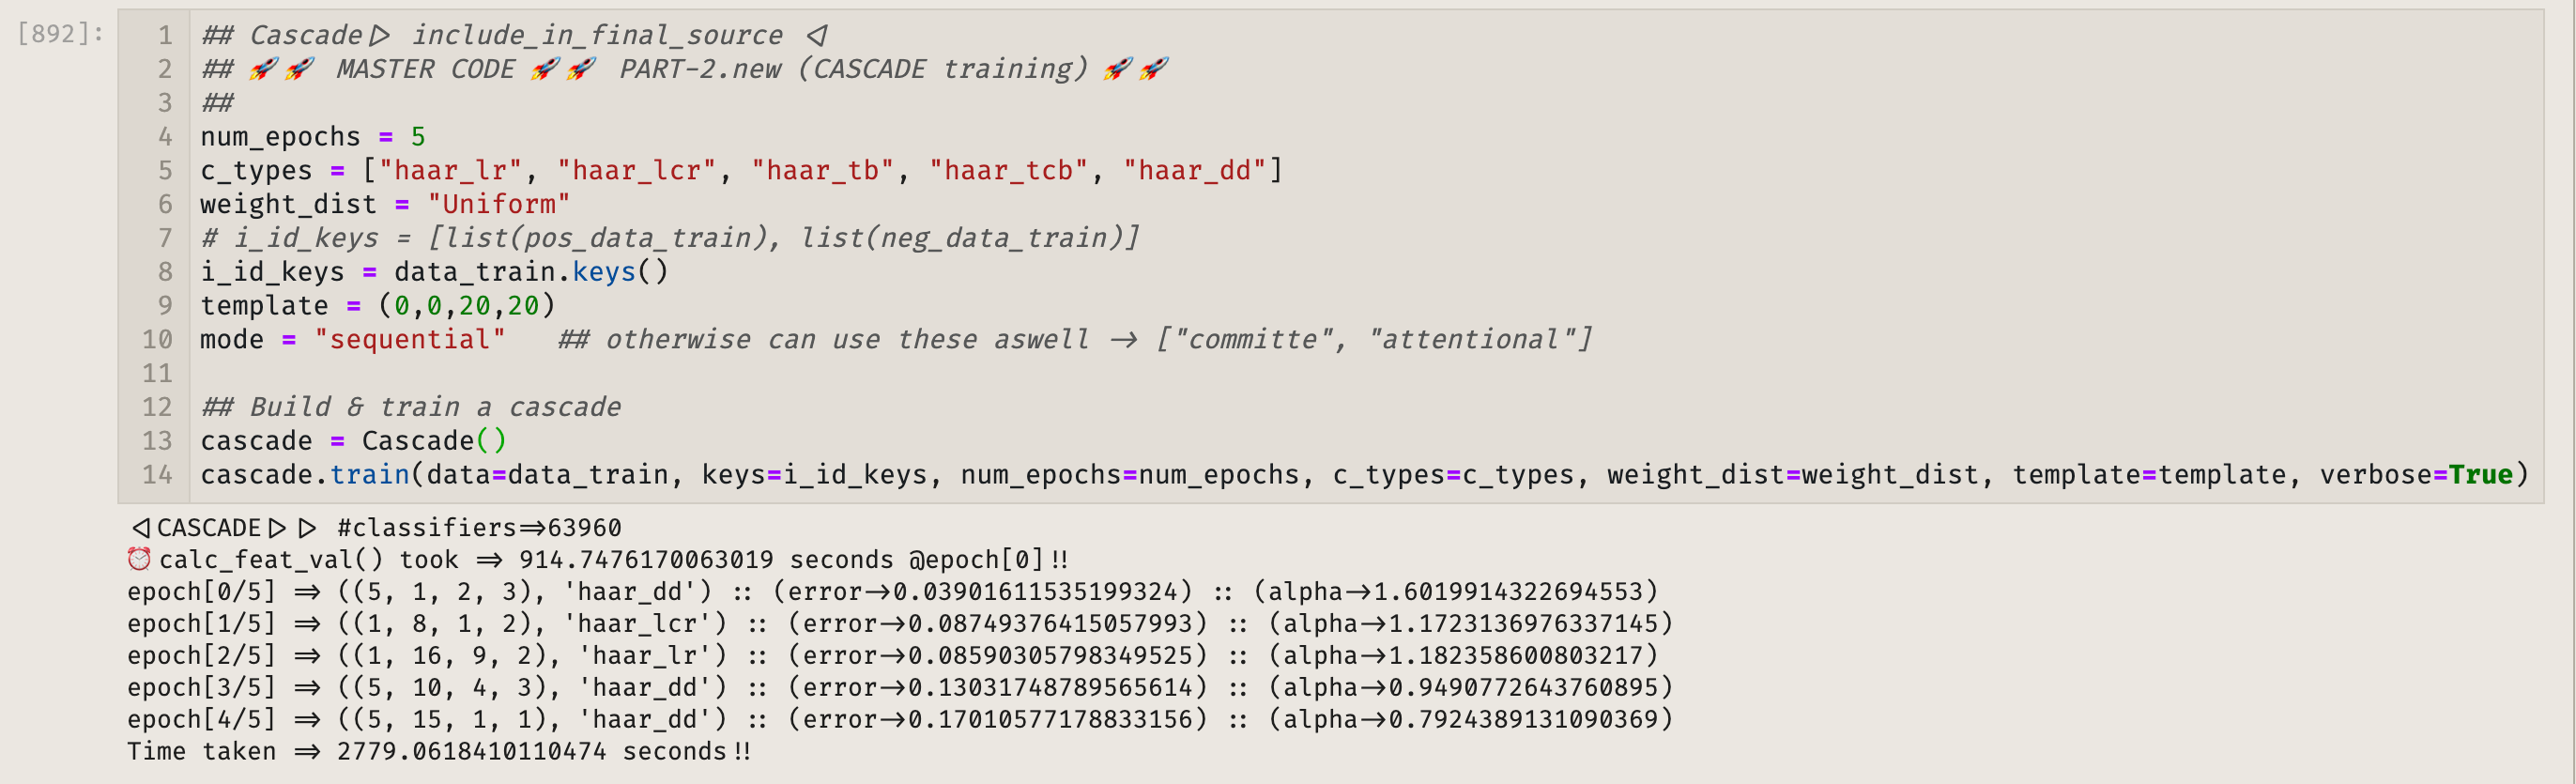 [892]:
1 ## Cascade▷ include_in_final_source ◁
2 ## 🚀🚀 MASTER CODE 🚀🚀 PART-2.new (CASCADE training) 🚀🚀
3 ##
4 num_epochs = 5
5 c_types = ["haar_lr", "haar_lcr", "haar_tb", "haar_tcb", "haar_dd"]
6 weight_dist = "Uniform"
7 # i_id_keys = [list(pos_data_train), list(neg_data_train)]
8 i_id_keys = data_train.keys()
9 template = (0,0,20,20)
10 mode = "sequential"   ## otherwise can use these aswell → ["committe", "attentional"]
11
12 ## Build & train a cascade
13 cascade = Cascade()
14 cascade.train(data=data_train, keys=i_id_keys, num_epochs=num_epochs, c_types=c_types, weight_dist=weight_dist, template=template, verbose=True)
◁CASCADE▷▷ #classifiers⇒63960
⏰calc_feat_val() took ⇒ 914.7476170063019 seconds @epoch[0]!!
epoch[0/5] ⇒ ((5, 1, 2, 3), 'haar_dd') :: (error→0.03901611535199324) :: (alpha→1.6019914322694553)
epoch[1/5] ⇒ ((1, 8, 1, 2), 'haar_lcr') :: (error→0.08749376415057993) :: (alpha→1.1723136976337145)
epoch[2/5] ⇒ ((1, 16, 9, 2), 'haar_lr') :: (error→0.08590305798349525) :: (alpha→1.182358600803217)
epoch[3/5] ⇒ ((5, 10, 4, 3), 'haar_dd') :: (error→0.13031748789565614) :: (alpha→0.9490772643760895)
epoch[4/5] ⇒ ((5, 15, 1, 1), 'haar_dd') :: (error→0.17010577178833156) :: (alpha→0.7924389131090369)
Time taken ⇒ 2779.0618410110474 seconds!!